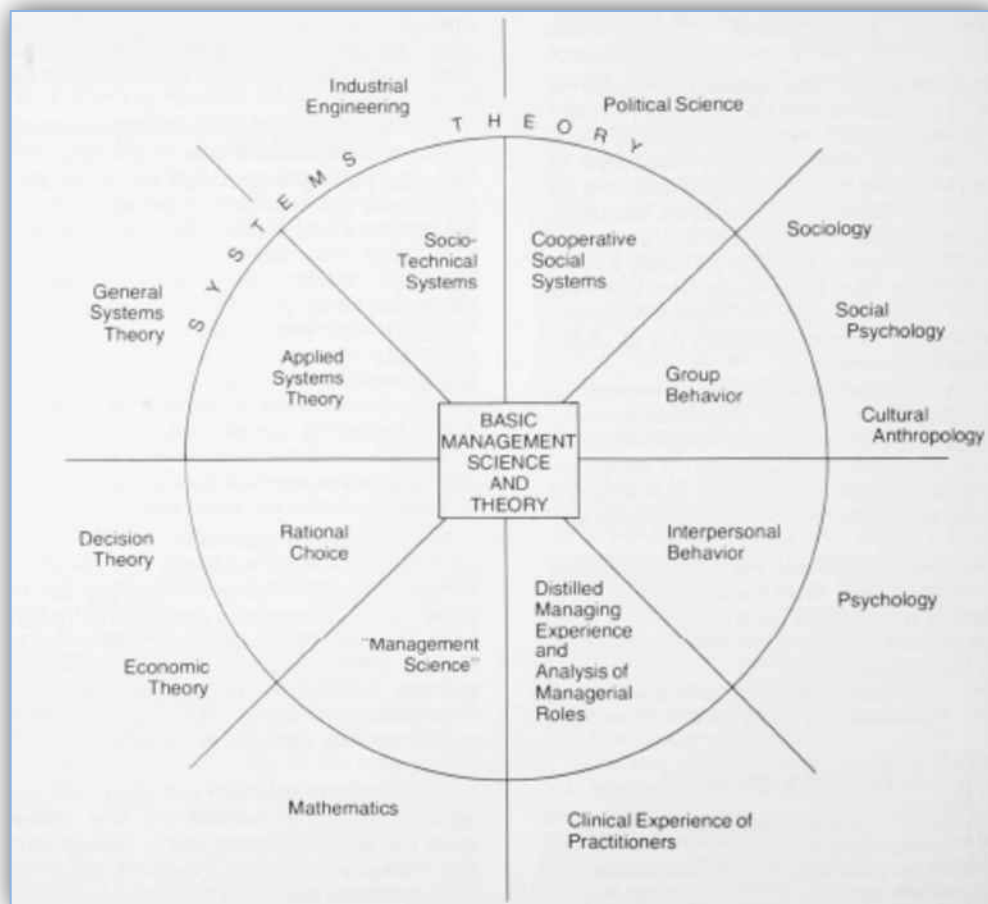 Industrial
Engineering
Political Science
SYSTEMS THEORY
Sociology
Socio-
Technical
Systems
Cooperative
Social
Systems
General
Systems
Theory
Social
Psychology
Applied
Systems
Theory
Group
Behavior
Cultural
Anthropology
BASIC
MANAGEMENT
SCIENCE
AND
THEORY
Decision
Theory
Rational
Choice
Interpersonal
Behavior
Distilled
Managing
Experience
and
Analysis of
Managerial
Roles
Psychology
"Management
Science"
Economic
Theory
Mathematics
Clinical Experience of
Practitioners